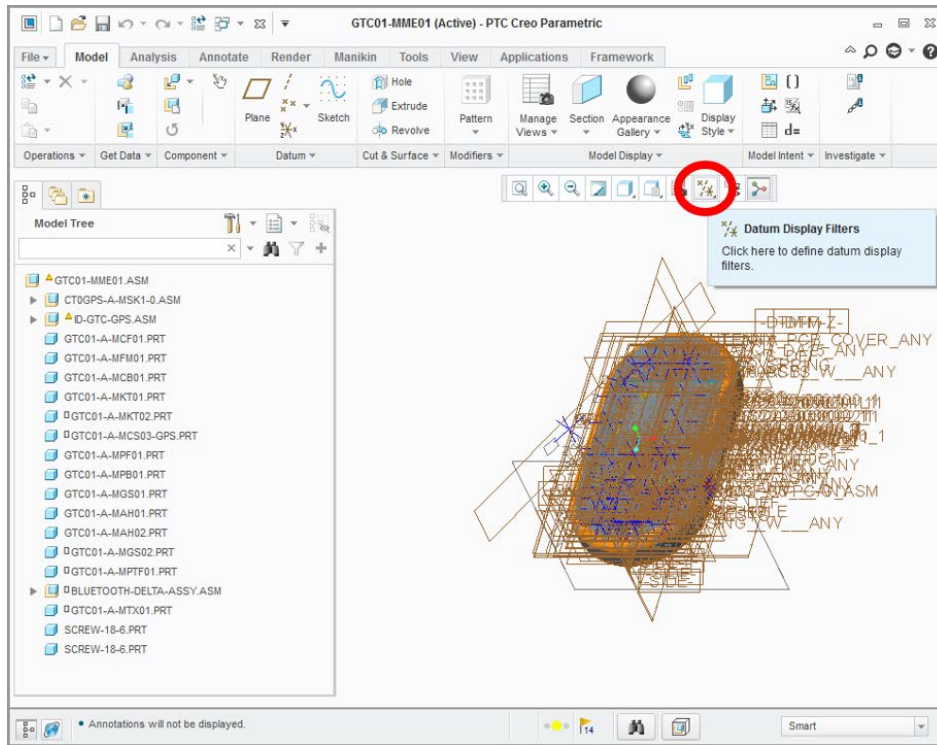 GTC01-MME01 (Active) - PTC Creo Parametric
File Model Analysis Annotate Render Manikin Tools View Applications Framework
Plane
Sketch
Hole
Extrude
Revolve
Pattern
Manage Views
Section
Appearance Gallery
Display Style
d=
Operations Get Data Component Datum Cut & Surface Modifiers Model Display Model Intent Investigate
Model Tree
Datum Display Filters
Click here to define datum display
filters.
GTC01-MME01.ASM
CT0GPS-A-MSK1-0.ASM
ID-GTC-GPS.ASM
GTC01-A-MCF01.PRT
GTC01-A-MFM01.PRT
GTC01-A-MCB01.PRT
GTC01-A-MKT01.PRT
GTC01-A-MKT02.PRT
GTC01-A-MCS03-GPS.PRT
GTC01-A-MPF01.PRT
GTC01-A-MPB01.PRT
GTC01-A-MGS01.PRT
GTC01-A-MAH01.PRT
GTC01-A-MAH02.PRT
GTC01-A-MGS02.PRT
GTC01-A-MPTF01.PRT
BLUETOOTH-DELTA-ASSY.ASM
GTC01-A-MTX01.PRT
SCREW-18-6.PRT
SCREW-18-6.PRT
PCB_COVER_ANY
-SIDE-
Annotations will not be displayed.
14
Smart